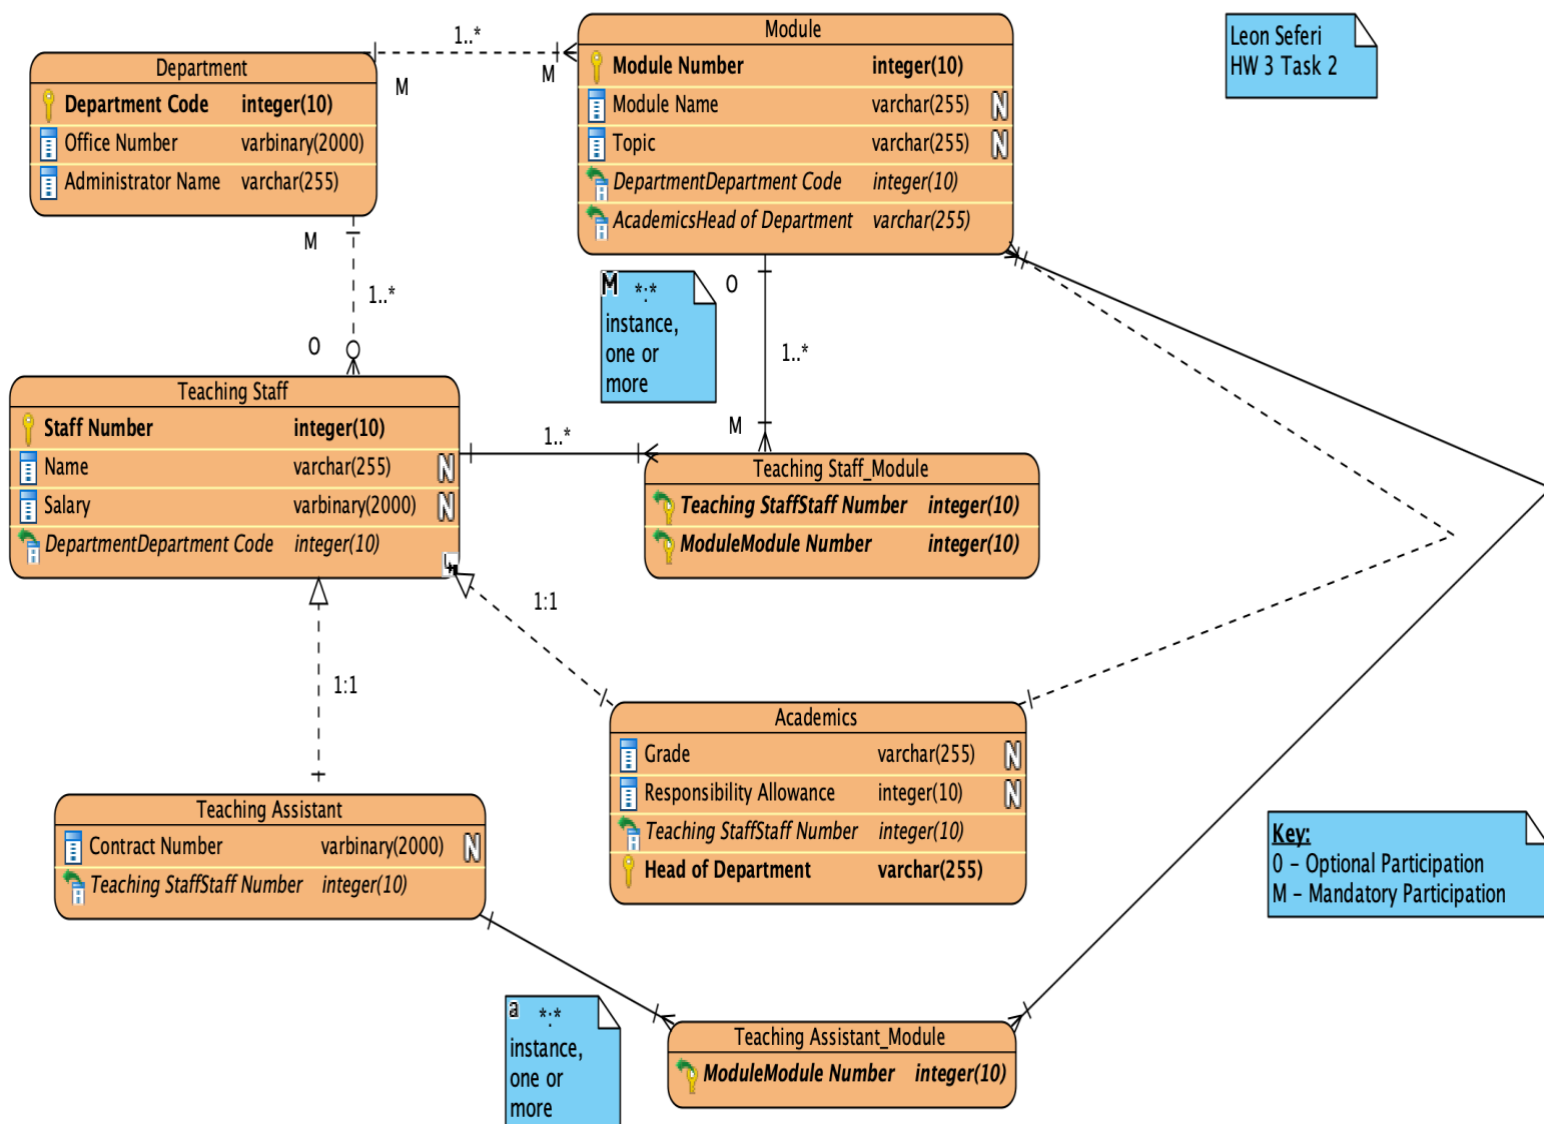 1..*
M
M
Department
Department Code integer(10)
Office Number varbinary(2000)
Administrator Name varchar(255)
Module
Module Number integer(10)
Module Name varchar(255) N
Topic varchar(255) N
DepartmentDepartment Code integer(10)
AcademicsHead of Department varchar(255)
Leon Seferi
HW 3 Task 2
M
1..*
O
M *:*
instance,
one or
more
O
1..*
M
Teaching Staff
Staff Number integer(10)
Name varchar(255) N
Salary varbinary(2000) N
DepartmentDepartment Code integer(10)
1..*
Teaching Staff_Module
Teaching StaffStaff Number integer(10)
ModuleModule Number integer(10)
1:1
1:1
Academics
Grade varchar(255) N
Responsibility Allowance integer(10) N
Teaching StaffStaff Number integer(10)
Head of Department varchar(255)
Teaching Assistant
Contract Number varbinary(2000) N
Teaching StaffStaff Number integer(10)
Key:
0 – Optional Participation
M – Mandatory Participation
a *:*
instance,
one or
more
Teaching Assistant_Module
ModuleModule Number integer(10)